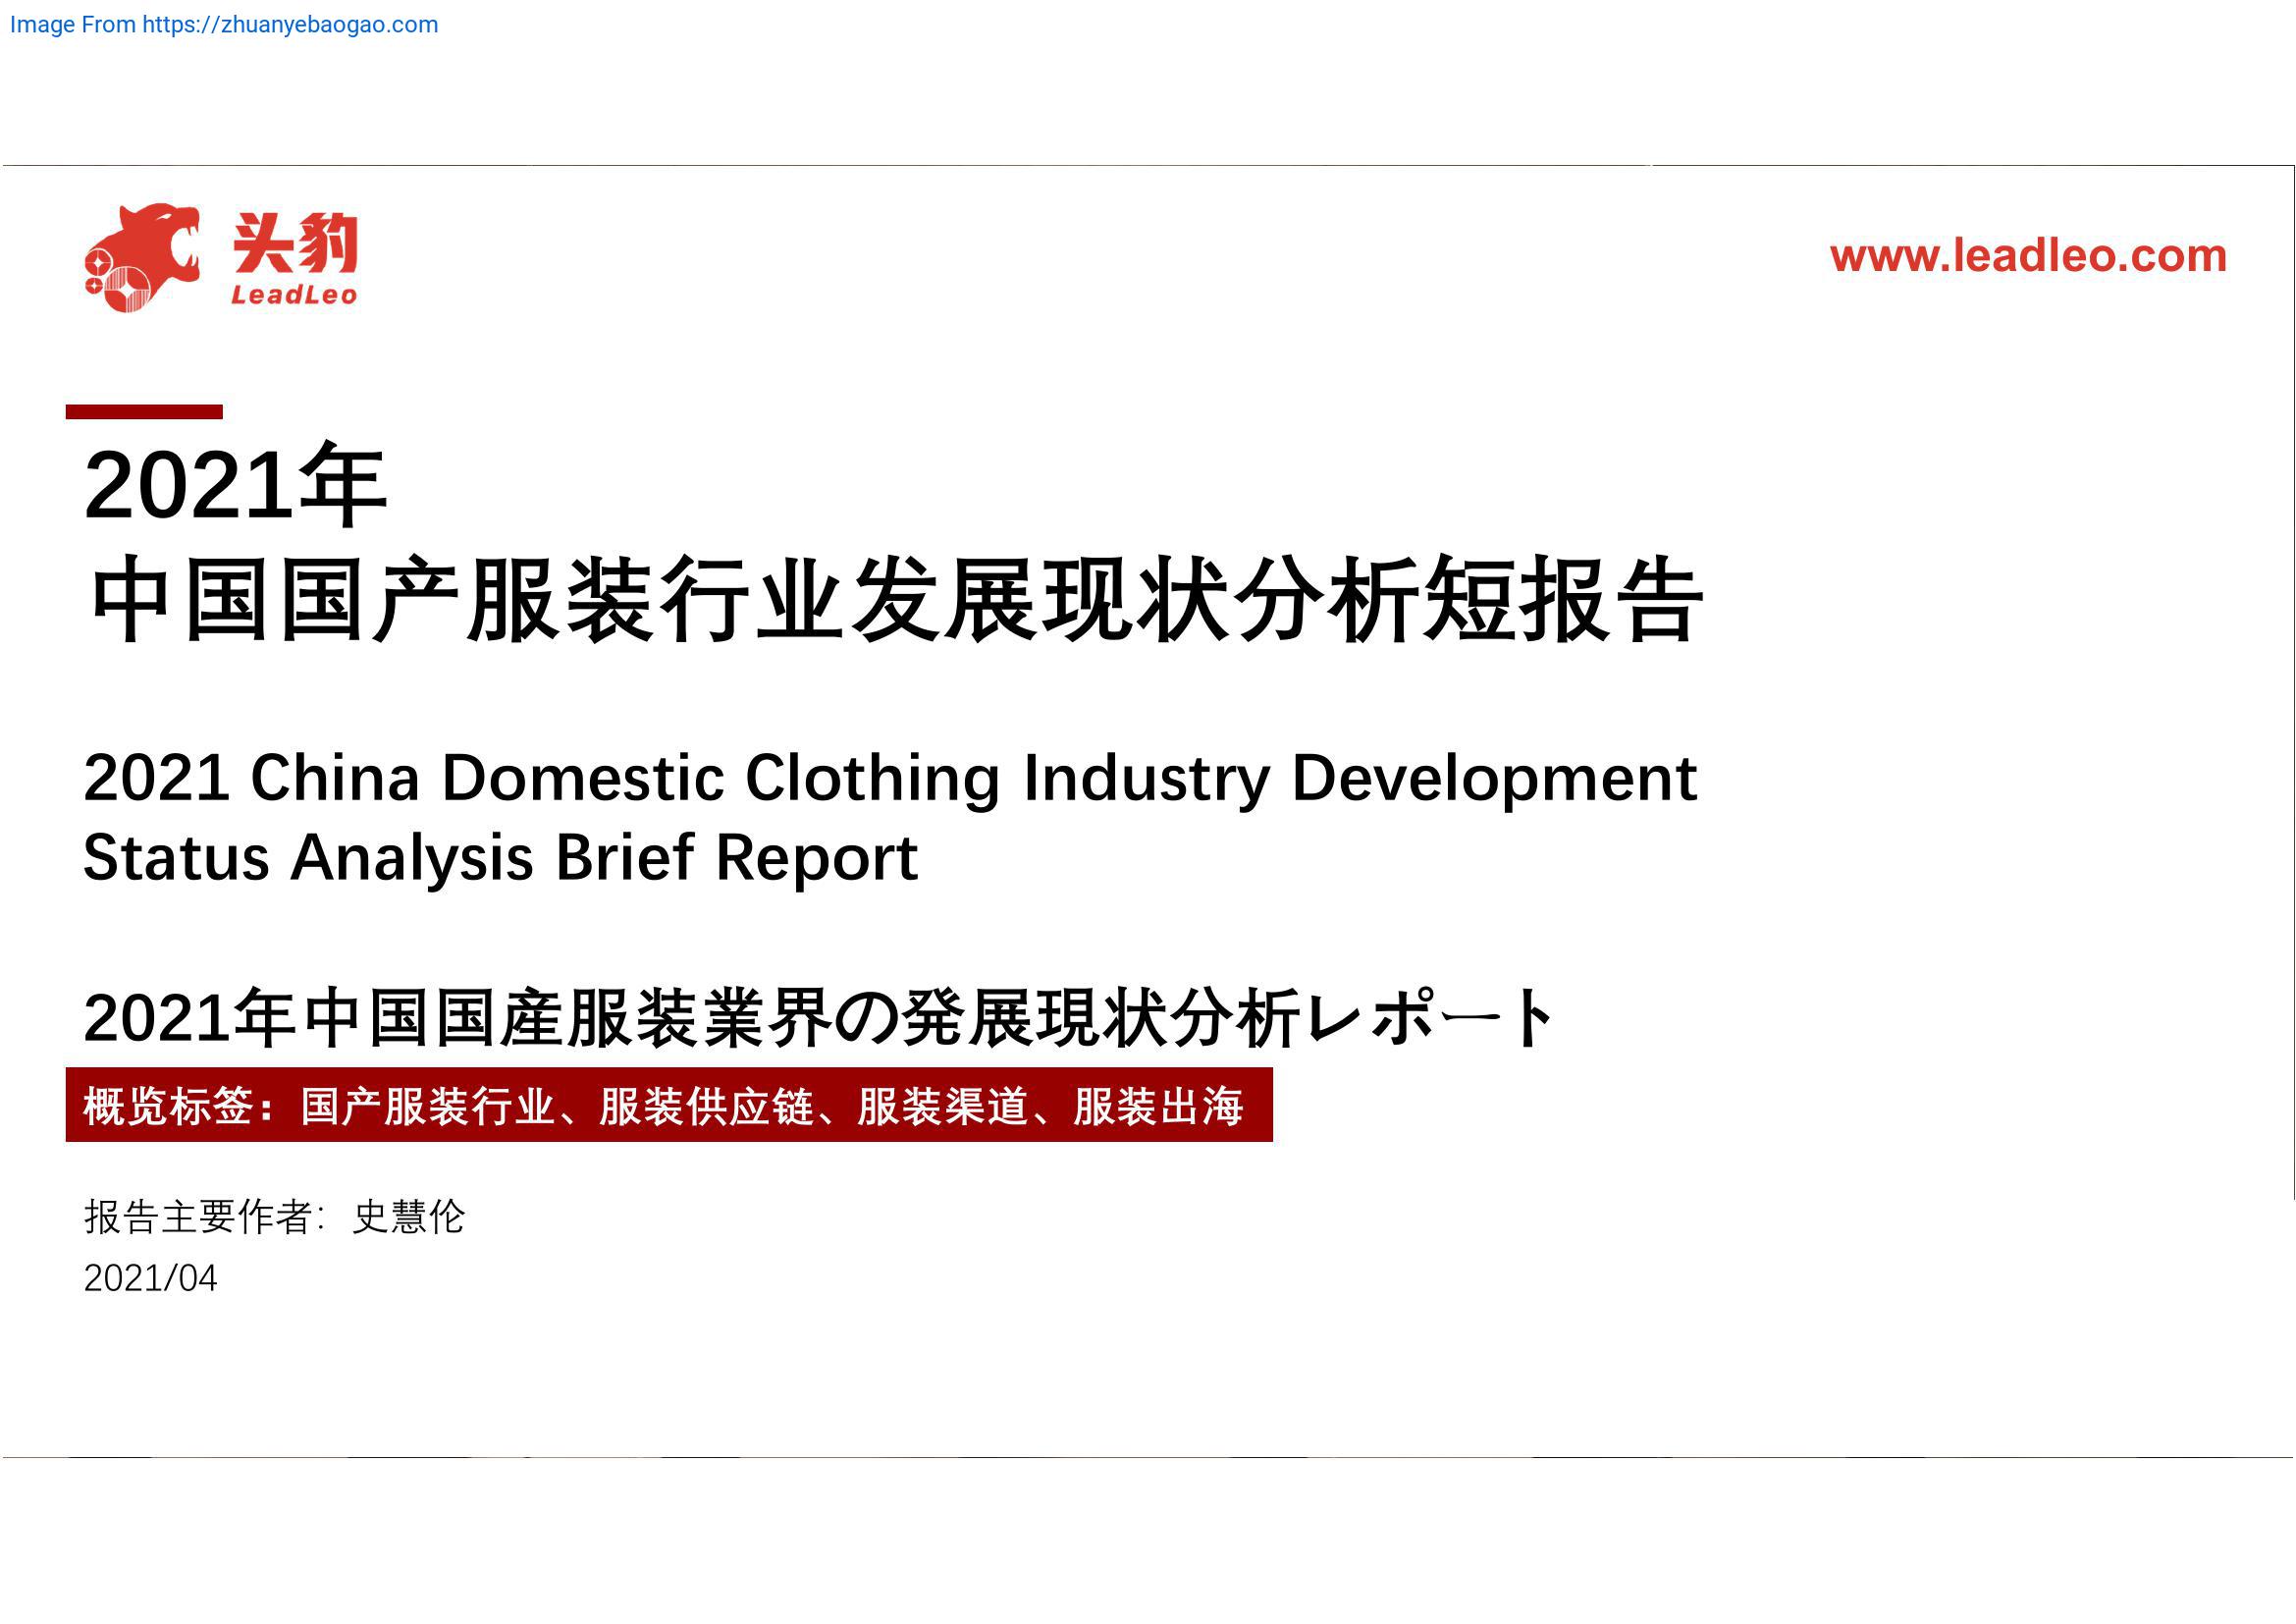 Image From https://zhuanyebaogao.com
头豹
LeadLeo
www.leadleo.com
2021年
中国国产服装行业发展现状分析短报告
2021 China Domestic Clothing Industry Development
Status Analysis Brief Report
2021年中国国産服装業界の発展現状分析レポート
概览标签：国产服装行业、服装供应链、服装渠道、服装出海
报告主要作者：史慧伦
2021/04